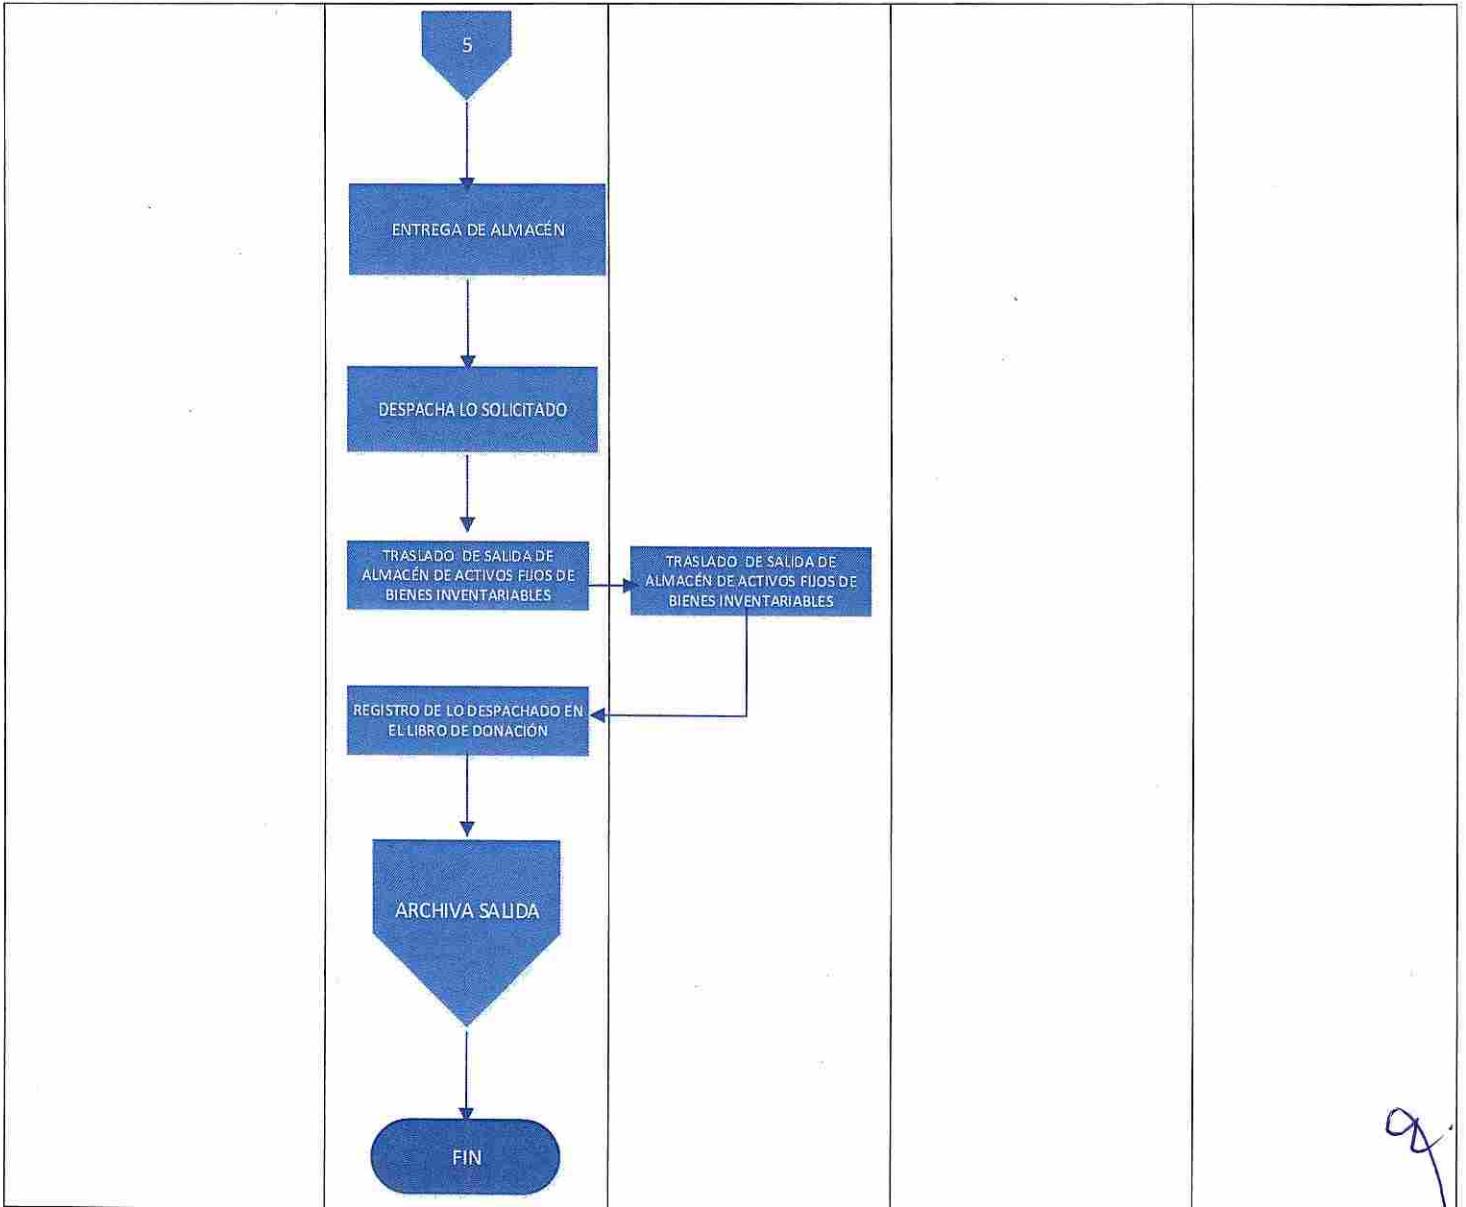 5
ENTREGA DE ALMACÉN
DESPACHA LO SOLICITADO
TRASLADO DE SALIDA DE
ALMACÉN DE ACTIVOS FIJOS DE
BIENES INVENTARIABLES
TRASLADO DE SALIDA DE
ALMACÉN DE ACTIVOS FIJOS DE
BIENES INVENTARIABLES
REGISTRO DE LO DESPACHADO EN
EL LIBRO DE DONACIÓN
ARCHIVA SALIDA
FIN